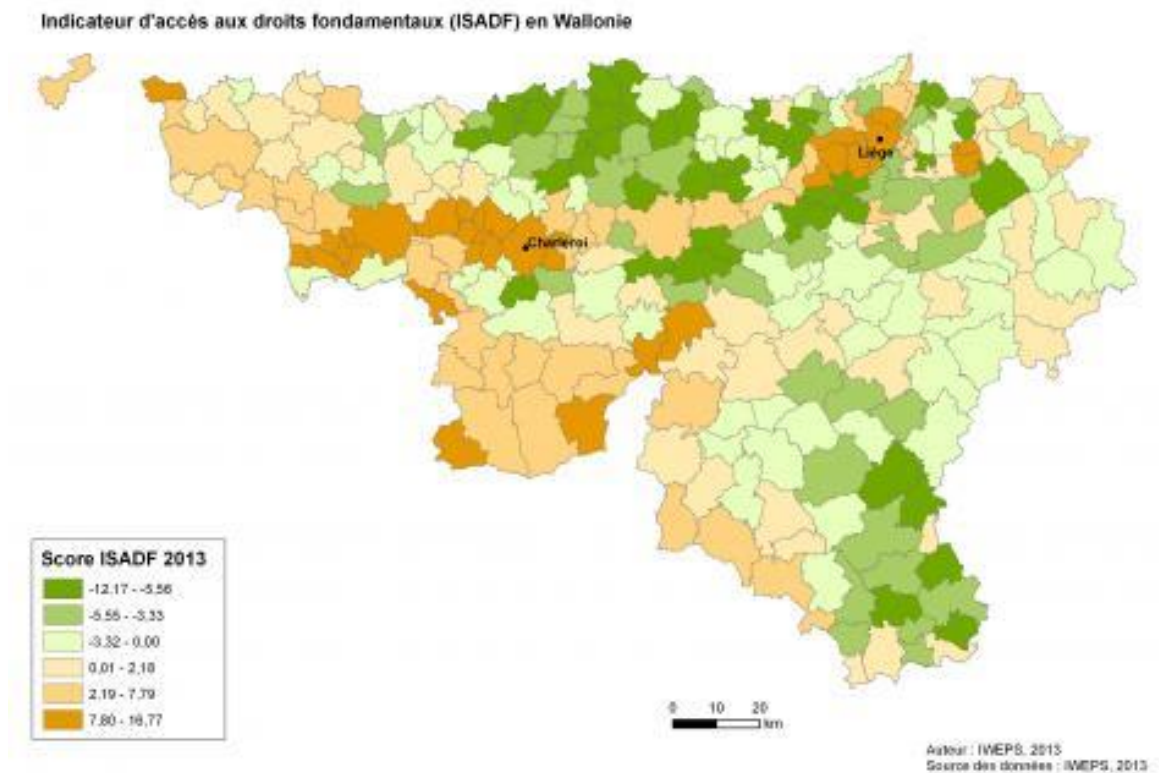 Indicateur d'accès aux droits fondamentaux (ISADF) en Wallonie
Liège
Charleroi
Score ISADF 2013
-12,17 - -5,56
-5,55 - -3,33
-3,32 - 0,00
0,01 - 2,18
2,19 - 7,79
7,80 - 16,77
0 10 20
km
Auteur : IWEPS, 2013
Source des données : IWEPS, 2013